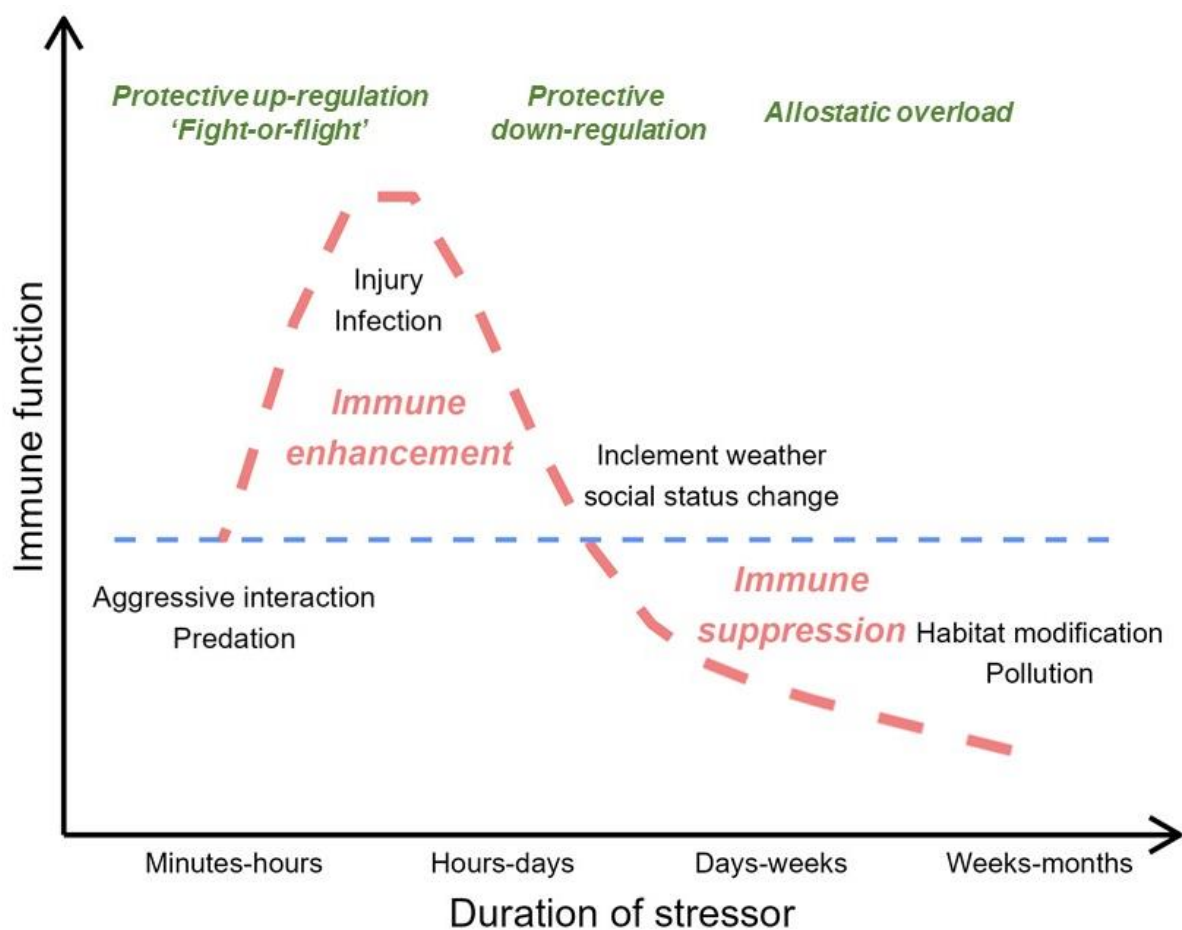 Protective up-regulation
'Fight-or-flight'
Protective
down-regulation
Allostatic overload
Injury
Infection
Immune
enhancement
Inclement weather
social status change
Immune function
Aggressive interaction
Predation
Immune
suppression
Habitat modification
Pollution
Minutes-hours
Hours-days
Days-weeks
Weeks-months
Duration of stressor